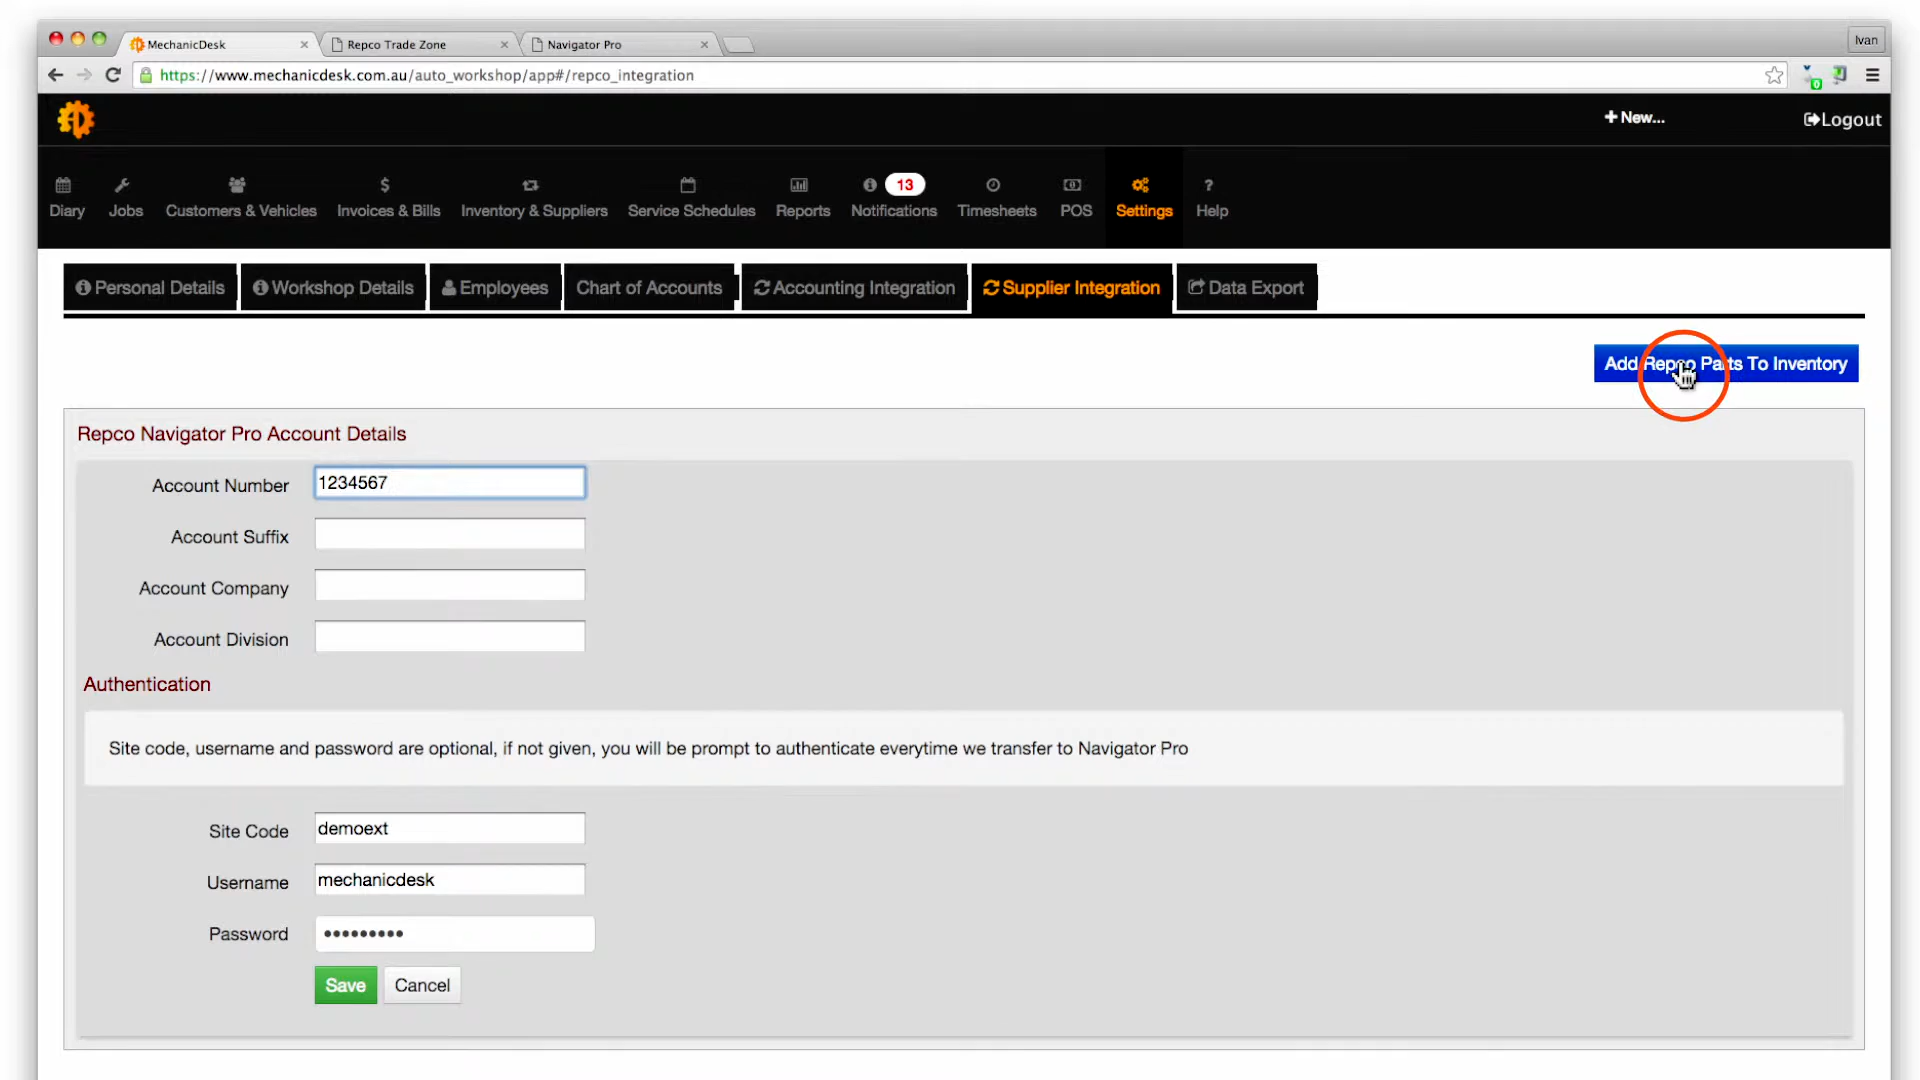 MechanicDesk
Repco Trade Zone
Navigator Pro
Ivan
https://www.mechanicdesk.com.au/auto_workshop/app#/repco_integration
0
New...
Logout
Diary
Jobs
Customers & Vehicles
Invoices & Bills
Inventory & Suppliers
Service Schedules
Reports
13
Notifications
Timesheets
POS
Settings
Help
Personal Details
Workshop Details
Employees
Chart of Accounts
Accounting Integration
Supplier Integration
Data Export
Add Repco Parts To Inventory
Repco Navigator Pro Account Details
Account Number 1234567
Account Suffix
Account Company
Account Division
Authentication
Site code, username and password are optional, if not given, you will be prompt to authenticate everytime we transfer to Navigator Pro
Site Code demoext
Username mechanicdesk
Password •••••••••
Save Cancel